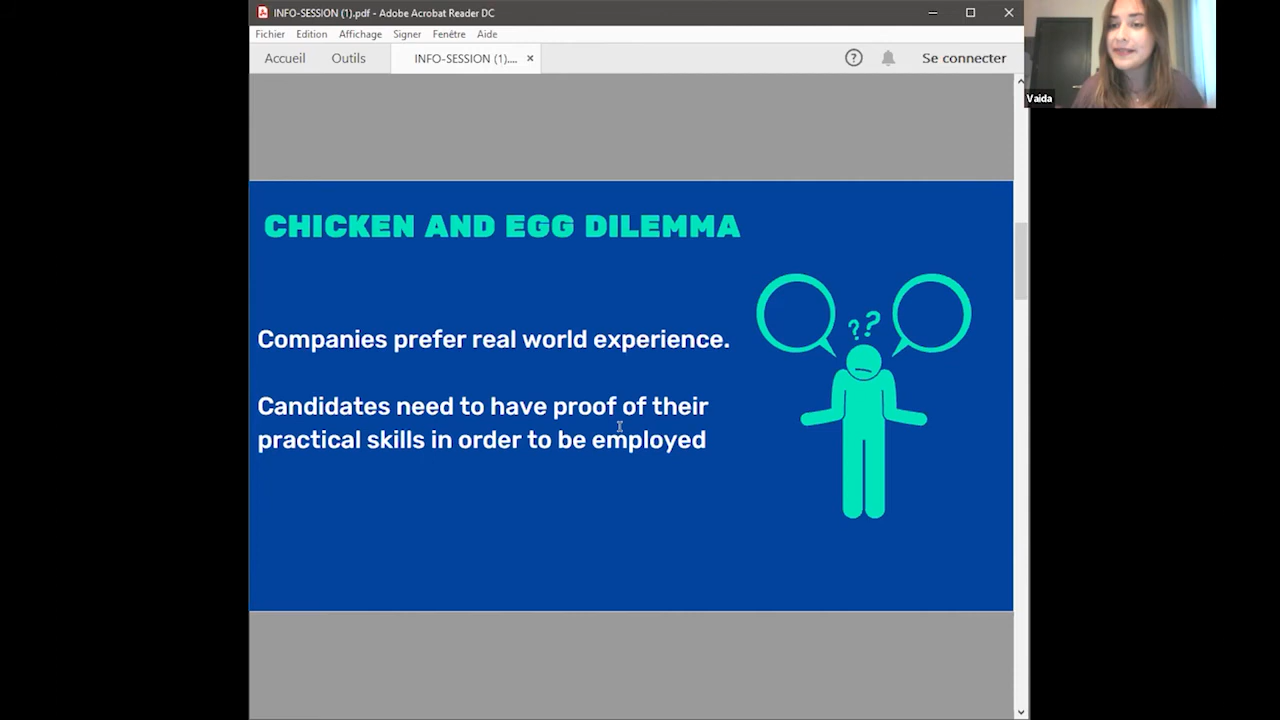 INFO-SESSION (1).pdf - Adobe Acrobat Reader DC
Fichier Edition Affichage Signer Fenêtre Aide
Accueil Outils INFO-SESSION (1).... × ? Se connecter
Vaida
CHICKEN AND EGG DILEMMA
? ?
Companies prefer real world experience.
Candidates need to have proof of their
practical skills in order to be employed